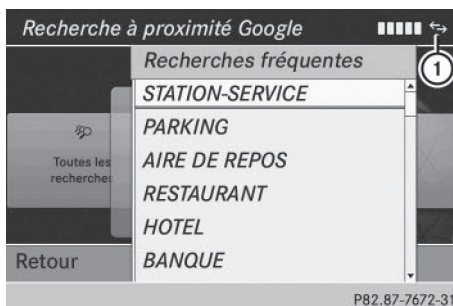 Recherche à proximité Google
1
Recherches fréquentes
STATION-SERVICE
PARKING
Toutes les
recherche
AIRE DE REPOS
RESTAURANT
HOTEL
Retour
BANQUE
P82.87-7672-31